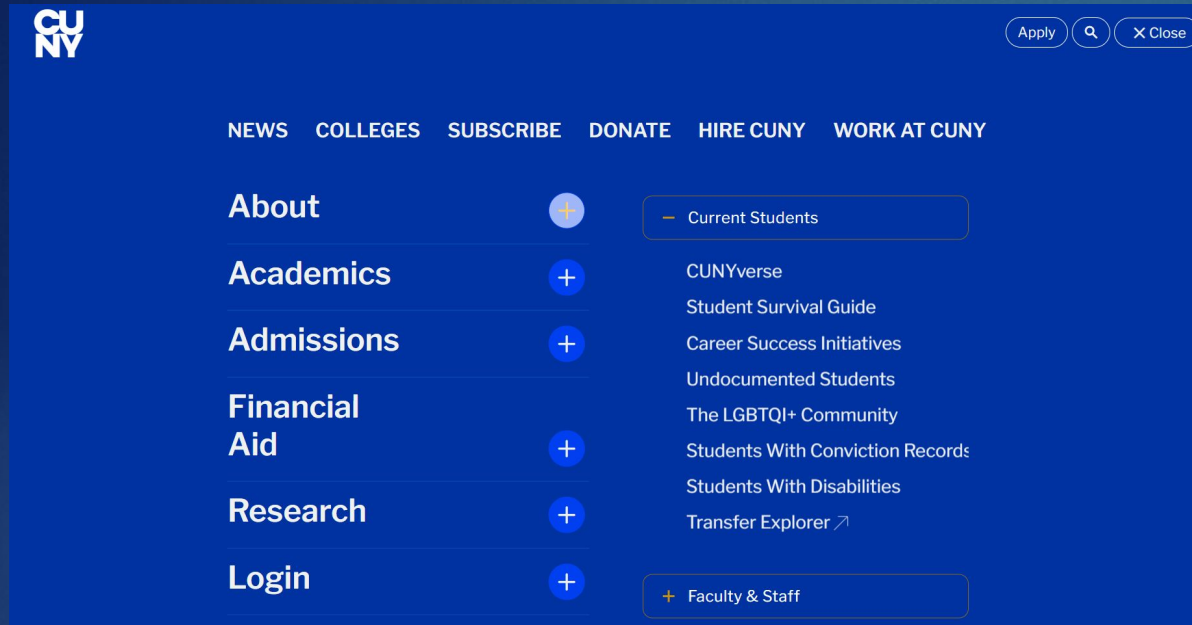 CU
NY
Apply
Close
NEWS COLLEGES SUBSCRIBE DONATE HIRE CUNY WORK AT CUNY
About
Academics
Admissions
Financial
Aid
Research
Login
Current Students
CUNYverse
Student Survival Guide
Career Success Initiatives
Undocumented Students
The LGBTQI+ Community
Students With Conviction Records
Students With Disabilities
Transfer Explorer
Faculty & Staff